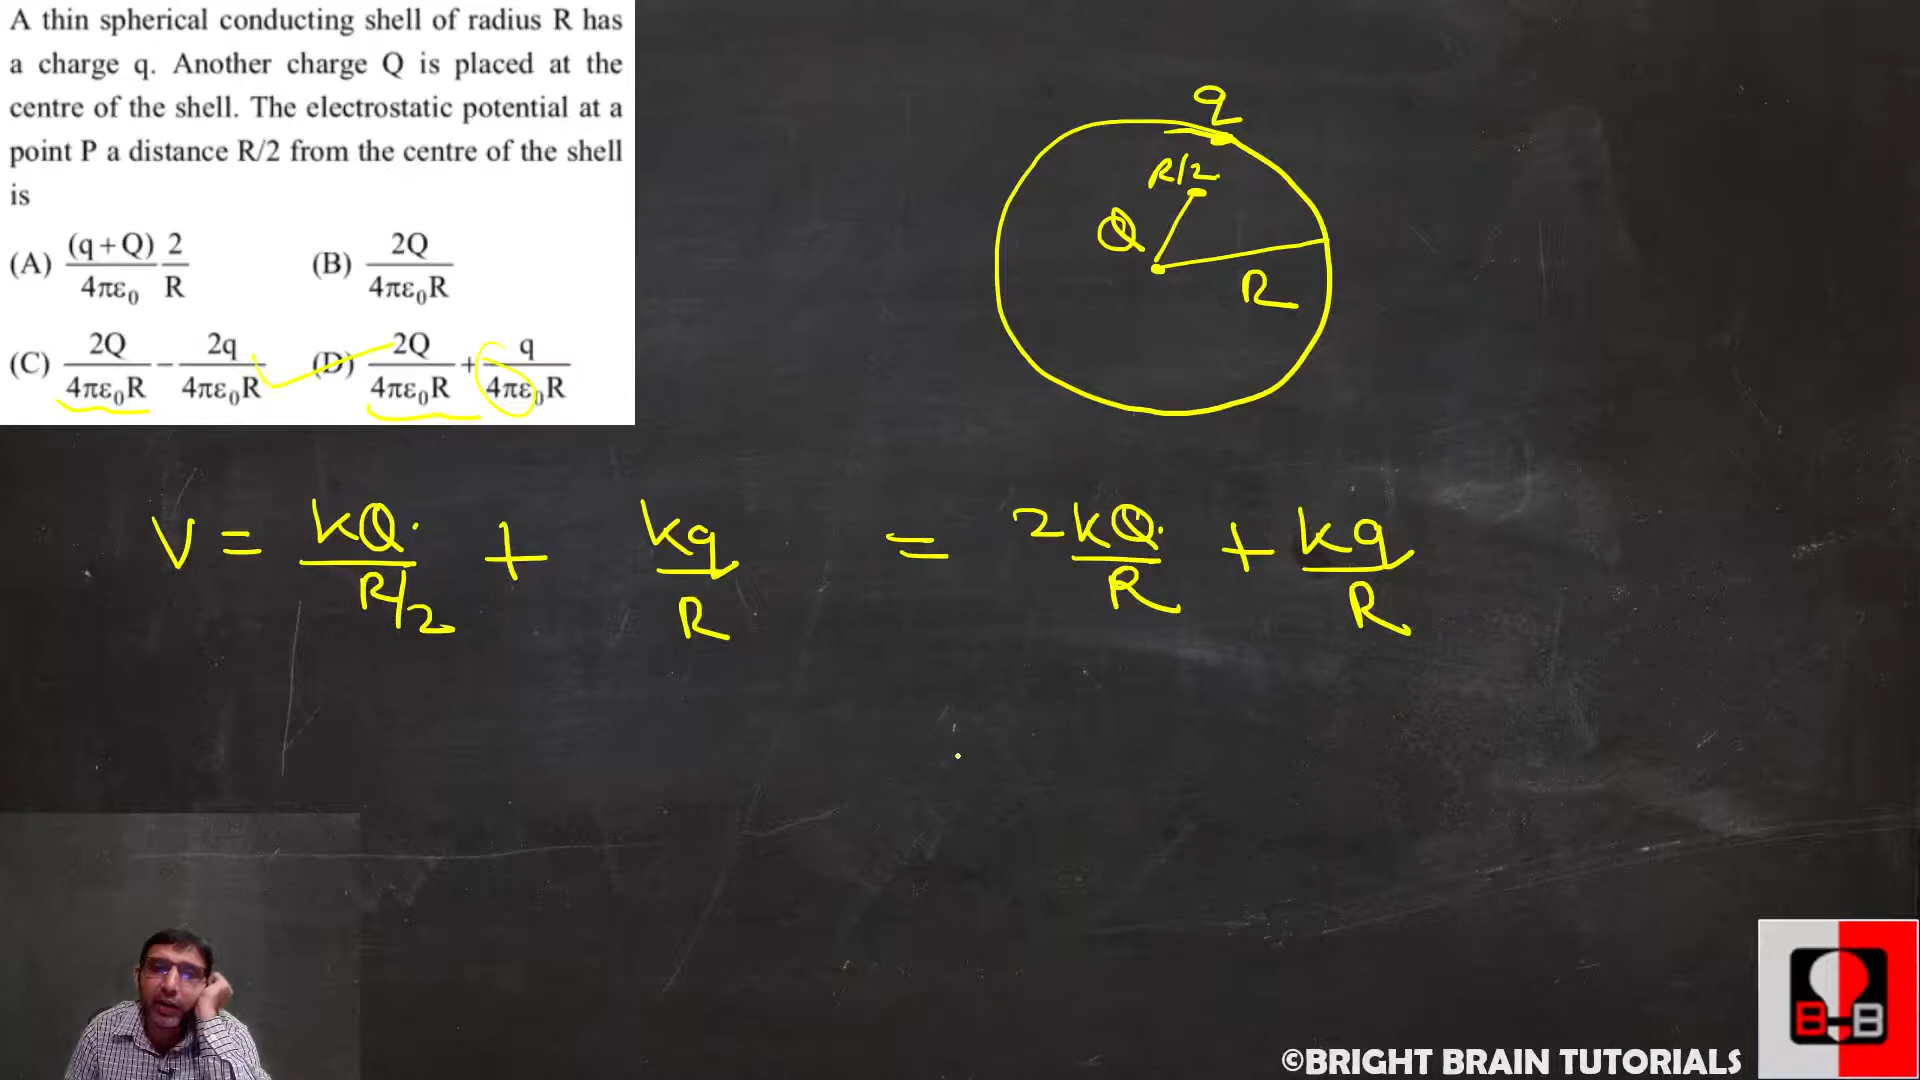 A thin spherical conducting shell of radius R has
a charge q. Another charge Q is placed at the
centre of the shell. The electrostatic potential at a
point P a distance R/2 from the centre of the shell
is
(A) (q+Q)/4πε₀ 2/R (B) 2Q/4πε₀R
(C) 2Q/4πε₀R − 2q/4πε₀R (D) 2Q/4πε₀R + q/4πε₀R
q
R/2
Q
R
V = kQ/R/2 + kq/R = 2kQ/R + kq/R
B B
©BRIGHT BRAIN TUTORIALS